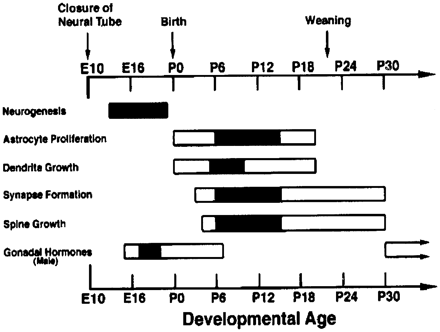 Closure of
Neural Tube
Birth
Weaning
E10 E16 P0 P6 P12 P18 P24 P30
Neurogenesis
Astrocyte Proliferation
Dendrite Growth
Synapse Formation
Spine Growth
Gonadal Hormones
(Male)
E10 E16 P0 P6 P12 P18 P24 P30
Developmental Age